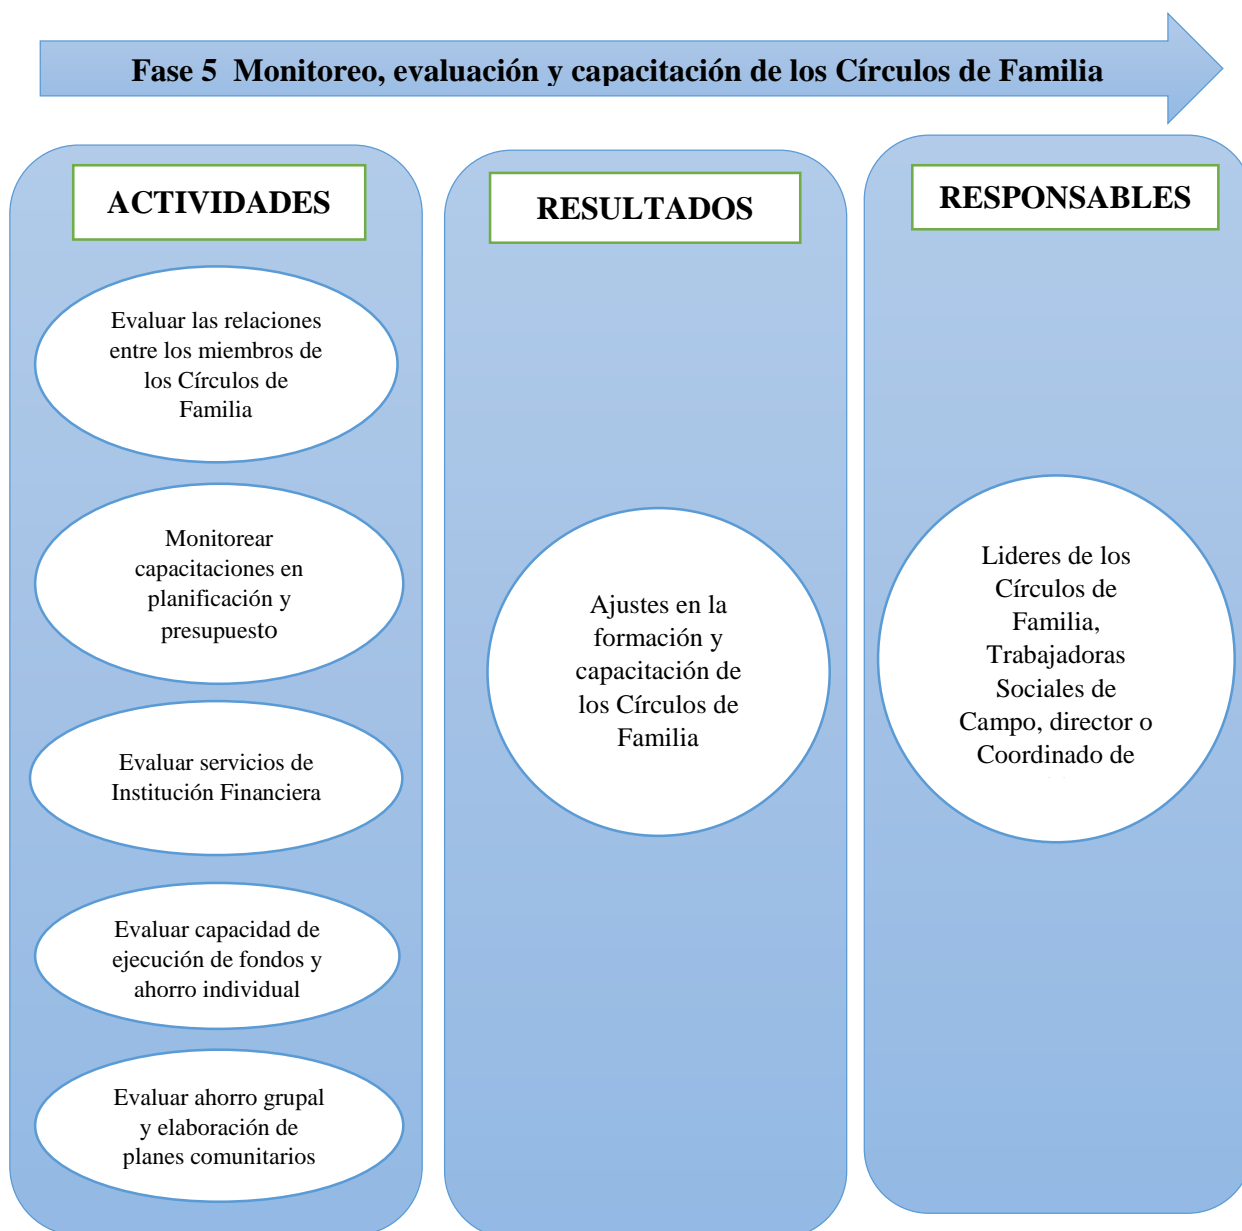 Fase 5 Monitoreo, evaluación y capacitación de los Círculos de Familia
ACTIVIDADES
Evaluar las relaciones
entre los miembros de
los Círculos de
Familia
Monitorear
capacitaciones en
planificación y
presupuesto
Evaluar servicios de
Institución Financiera
Evaluar capacidad de
ejecución de fondos y
ahorro individual
Evaluar ahorro grupal
y elaboración de
planes comunitarios
RESULTADOS
Ajustes en la
formación y
capacitación de
los Círculos de
Familia
RESPONSABLES
Lideres de los
Círculos de
Familia,
Trabajadoras
Sociales de
Campo, director o
Coordinado de